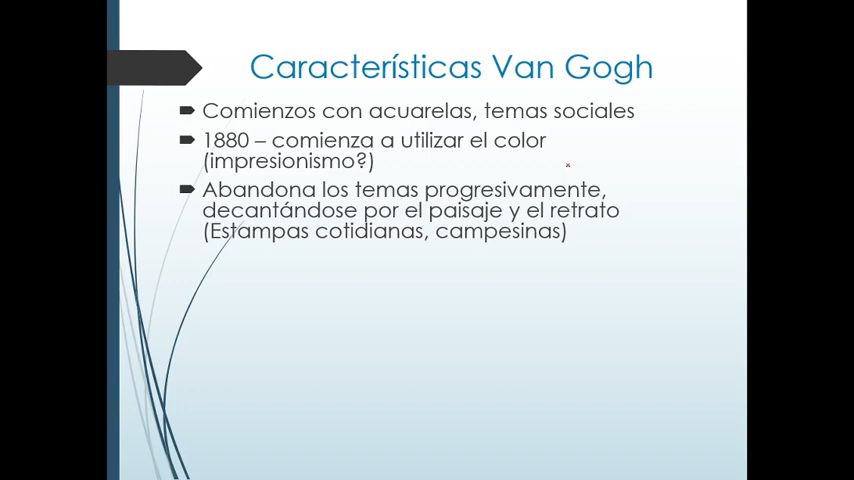 Características Van Gogh
Comienzos con acuarelas, temas sociales
1880 – comienza a utilizar el color
(impresionismo?)
Abandona los temas progresivamente,
decantándose por el paisaje y el retrato
(Estampas cotidianas, campesinas)